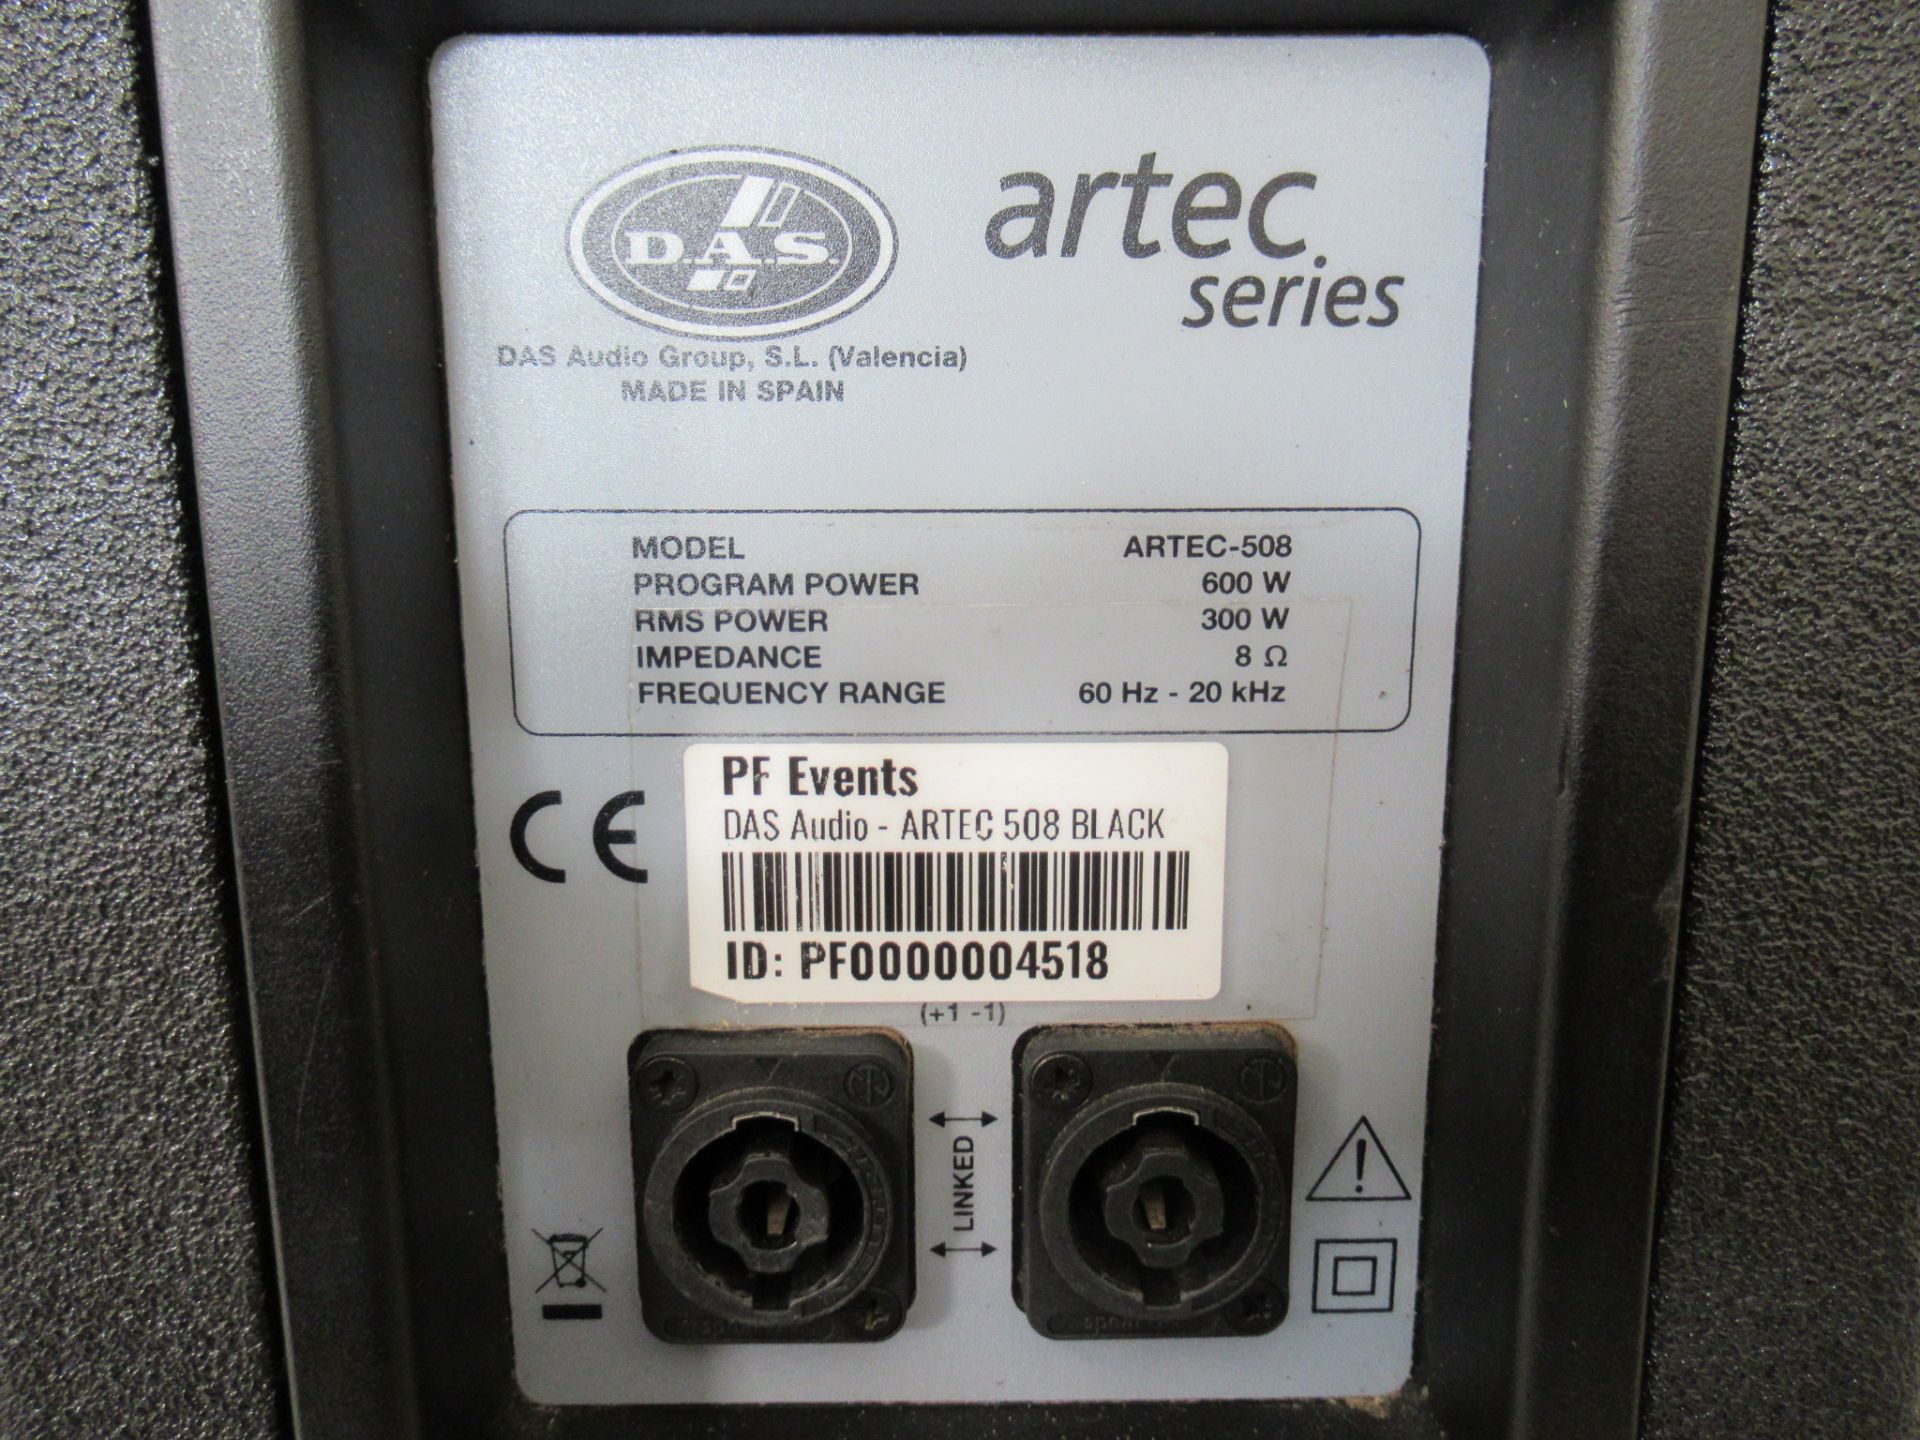 D.A.S.
artec
series
DAS Audio Group, S.L. (Valencia)
MADE IN SPAIN
MODEL ARTEC-508
PROGRAM POWER 600 W
RMS POWER 300 W
IMPEDANCE 8 Ω
FREQUENCY RANGE 60 Hz - 20 kHz
CE
PF Events
DAS Audio - ARTEC 508 BLACK
ID: PF0000004518
(+1 -1)
LINKED